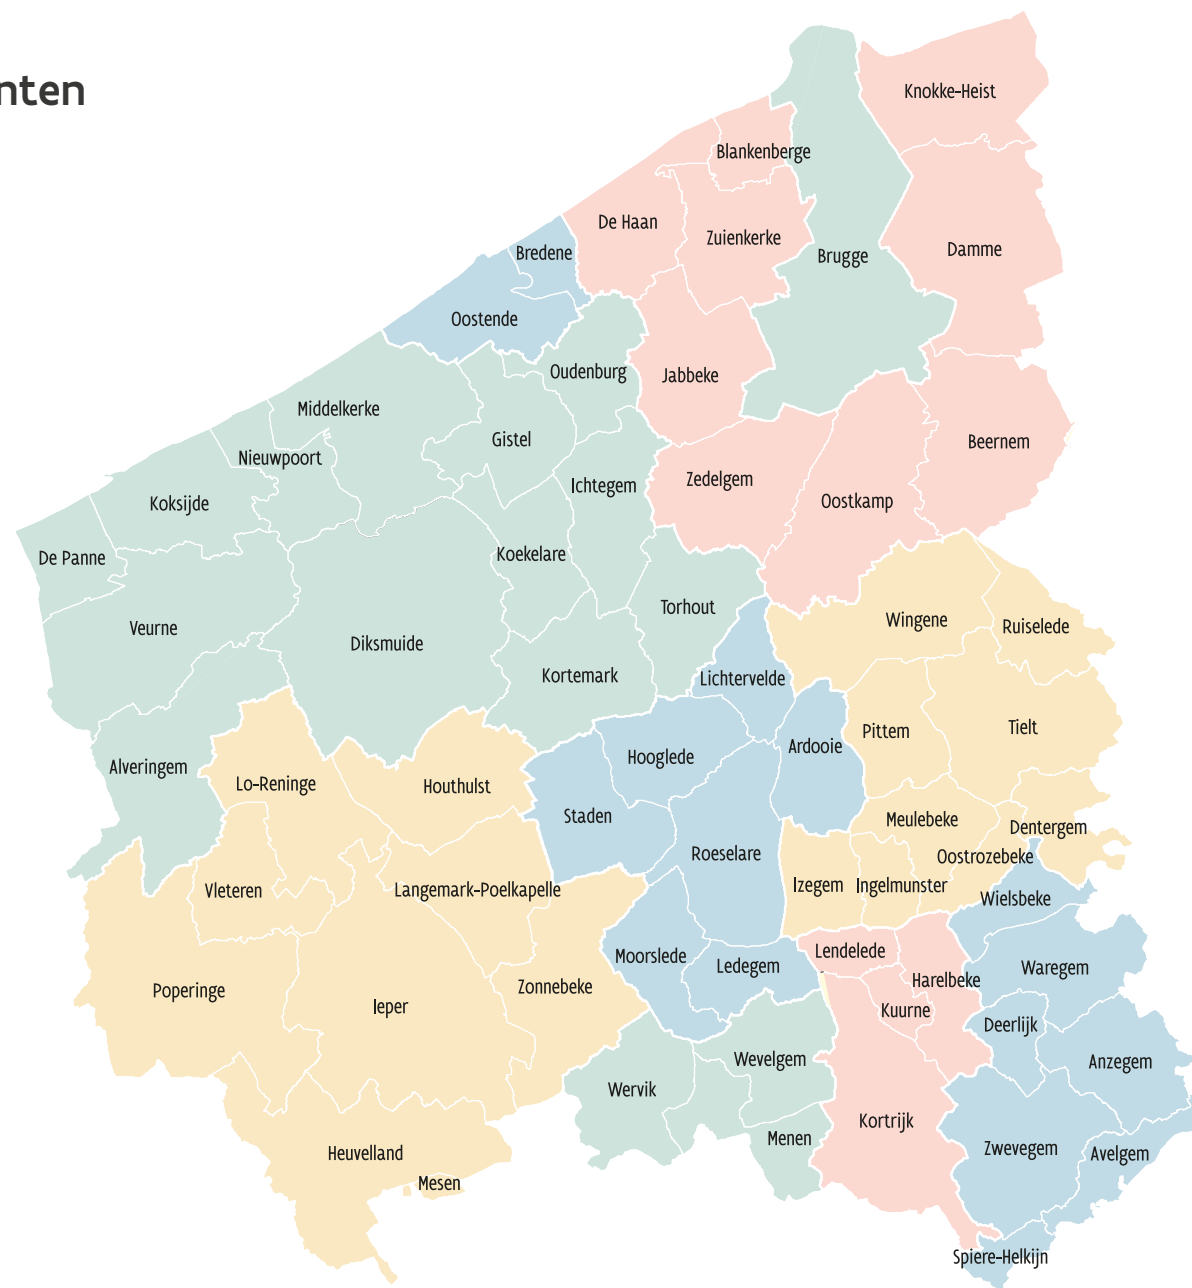 nten
Knokke-Heist
Blankenberge
De Haan
Zuienkerke
Damme
Bredene
Brugge
Oostende
Oudenburg
Jabbeke
Middelkerke
Gistel
Beernem
Nieuwpoort
Ichtegem
Zedelgem
Oostkamp
Koksijde
De Panne
Koekelare
Torhout
Wingene
Ruiselede
Veurne
Diksmuide
Kortemark
Lichtervelde
Pittem
Tielt
Ardooie
Hooglede
Alveringem
Lo-Reninge
Houthulst
Staden
Meulebeke
Dentergem
Roeselare
Oostrozebeke
Vleteren
Langemark-Poelkapelle
Izegem
Ingelmunster
Wielsbeke
Lendelede
Moorslede
Ledegem
Waregem
Harelbeke
Zonnebeke
Poperinge
Ieper
Kuurne
Deerlijk
Wevelgem
Anzegem
Wervik
Kortrijk
Menen
Heuvelland
Zwevegem
Avelgem
Mesen
Spiere-Helkijn